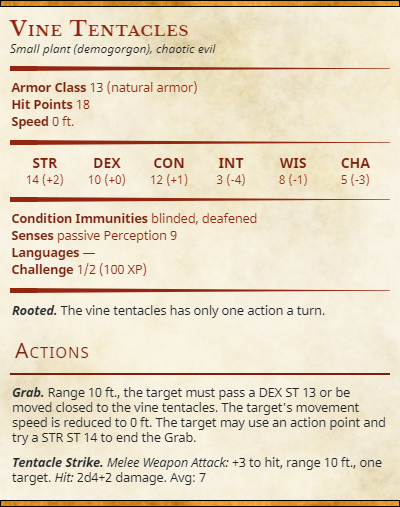 Vine Tentacles
Small plant (demogorgon), chaotic evil
Armor Class 13 (natural armor)
Hit Points 18
Speed 0 ft.
STR DEX CON INT WIS CHA
14 (+2) 10 (+0) 12 (+1) 3 (-4) 8 (-1) 5 (-3)
Condition Immunities blinded, deafened
Senses passive Perception 9
Languages —
Challenge 1/2 (100 XP)
Rooted. The vine tentacles has only one action a turn.
Actions
Grab. Range 10 ft., the target must pass a DEX ST 13 or be
moved closed to the vine tentacles. The target's movement
speed is reduced to 0 ft. The target may use an action point and
try a STR ST 14 to end the Grab.
Tentacle Strike. Melee Weapon Attack: +3 to hit, range 10 ft., one
target. Hit: 2d4+2 damage. Avg: 7